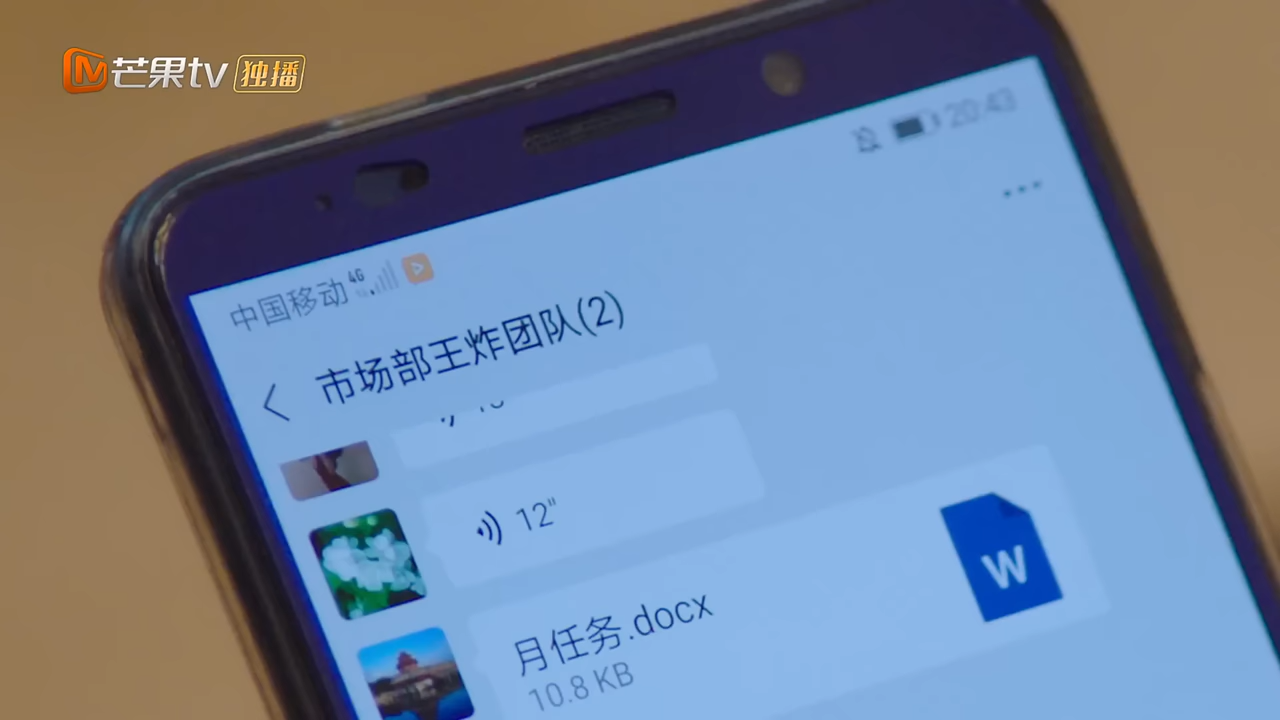 芒果tv 独播
20:43
中国移动 4G
市场部王炸团队(2)
12"
月任务.docx
W
10.8 KB